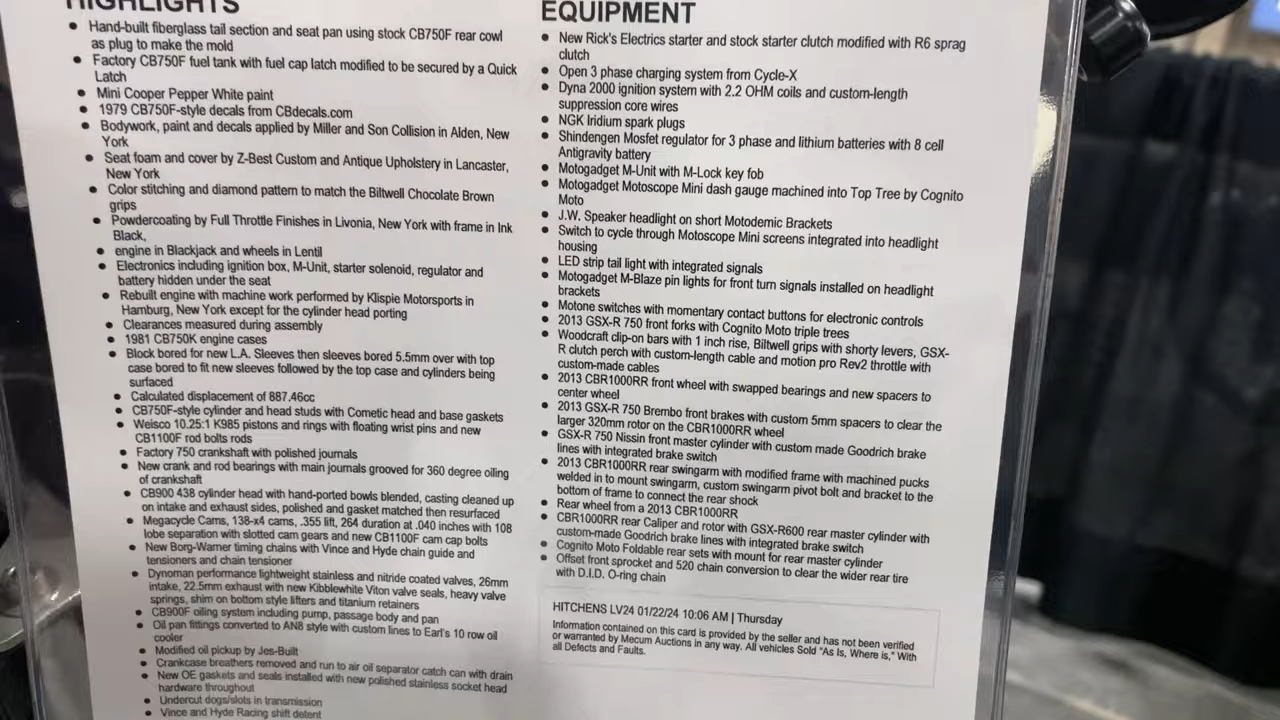 HIGHLIGHTS
Hand-built fiberglass tail section and seat pan using stock CB750F rear cowl
as plug to make the mold
Factory CB750F fuel tank with fuel cap latch modified to be secured by a Quick
Latch
Mini Cooper Pepper White paint
1979 CB750F-style decals from CBdecals.com
Bodywork, paint and decals applied by Miller and Son Collision in Alden, New
York
Seat foam and cover by Z-Best Custom and Antique Upholstery in Lancaster,
New York
Color stitching and diamond pattern to match the Biltwell Chocolate Brown
grips
Powdercoating by Full Throttle Finishes in Livonia, New York with frame in Ink
Black,
engine in Blackjack and wheels in Lentil
Electronics including ignition box, M-Unit, starter solenoid, regulator and
battery hidden under the seat
Rebuilt engine with machine work performed by Klispie Motorsports in
Hamburg, New York except for the cylinder head porting
Clearances measured during assembly
1981 CB750K engine cases
Block bored for new L.A. Sleeves then sleeves bored 5.5mm over with top
case bored to fit new sleeves followed by the top case and cylinders being
surfaced
Calculated displacement of 887.46cc
CB750F-style cylinder and head studs with Cometic head and base gaskets
Weisco 10.25:1 K985 pistons and rings with floating wrist pins and new
CB1100F rod bolts rods
Factory 750 crankshaft with polished journals
New crank and rod bearings with main journals grooved for 360 degree oiling
of crankshaft
CB900 438 cylinder head with hand-ported bowls blended, casting cleaned up
on intake and exhaust sides, polished and gasket matched then resurfaced
Megacycle Cams, 138-x4 cams, .355 lift, 264 duration at .040 inches with 108
lobe separation with slotted cam gears and new CB1100F cam cap bolts
New Borg-Warner timing chains with Vince and Hyde chain guide and
tensioners and chain tensioner
Dynoman performance lightweight stainless and nitride coated valves, 26mm
intake, 22.5mm exhaust with new Kibblewhite Viton valve seals, heavy valve
springs, shim on bottom style lifters and titanium retainers
CB900F oiling system including pump, passage body and pan
Oil pan fittings converted to AN8 style with custom lines to Earl's 10 row oil
cooler
Modified oil pickup by Jes-Built
Crankcase breathers removed and run to air oil separator catch can with drain
New OE gaskets and seals installed with new polished stainless socket head
hardware throughout
Undercut dogs/slots in transmission
Vince and Hyde Racing shift detent
EQUIPMENT
New Rick's Electrics starter and stock starter clutch modified with R6 sprag
clutch
Open 3 phase charging system from Cycle-X
Dyna 2000 ignition system with 2.2 OHM coils and custom-length
suppression core wires
NGK Iridium spark plugs
Shindengen Mosfet regulator for 3 phase and lithium batteries with 8 cell
Antigravity battery
Motogadget M-Unit with M-Lock key fob
Motogadget Motoscope Mini dash gauge machined into Top Tree by Cognito
Moto
J.W. Speaker headlight on short Motodemic Brackets
Switch to cycle through Motoscope Mini screens integrated into headlight
housing
LED strip tail light with integrated signals
Motogadget M-Blaze pin lights for front turn signals installed on headlight
brackets
Motone switches with momentary contact buttons for electronic controls
2013 GSX-R 750 front forks with Cognito Moto triple trees
Woodcraft clip-on bars with 1 inch rise, Biltwell grips with shorty levers, GSX-
R clutch perch with custom-length cable and motion pro Rev2 throttle with
custom-made cables
2013 CBR1000RR front wheel with swapped bearings and new spacers to
center wheel
2013 GSX-R 750 Brembo front brakes with custom 5mm spacers to clear the
larger 320mm rotor on the CBR1000RR wheel
GSX-R 750 Nissin front master cylinder with custom made Goodrich brake
lines with integrated brake switch
2013 CBR1000RR rear swingarm with modified frame with machined pucks
welded in to mount swingarm, custom swingarm pivot bolt and bracket to the
bottom of frame to connect the rear shock
Rear wheel from a 2013 CBR1000RR
CBR1000RR rear Caliper and rotor with GSX-R600 rear master cylinder with
custom-made Goodrich brake lines with integrated brake switch
Cognito Moto Foldable rear sets with mount for rear master cylinder
Offset front sprocket and 520 chain conversion to clear the wider rear tire
with D.I.D. O-ring chain
HITCHENS LV24 01/22/24 10:06 AM | Thursday
Information contained on this card is provided by the seller and has not been verified
or warranted by Mecum Auctions in any way. All vehicles Sold "As Is, Where is," With
all Defects and Faults.